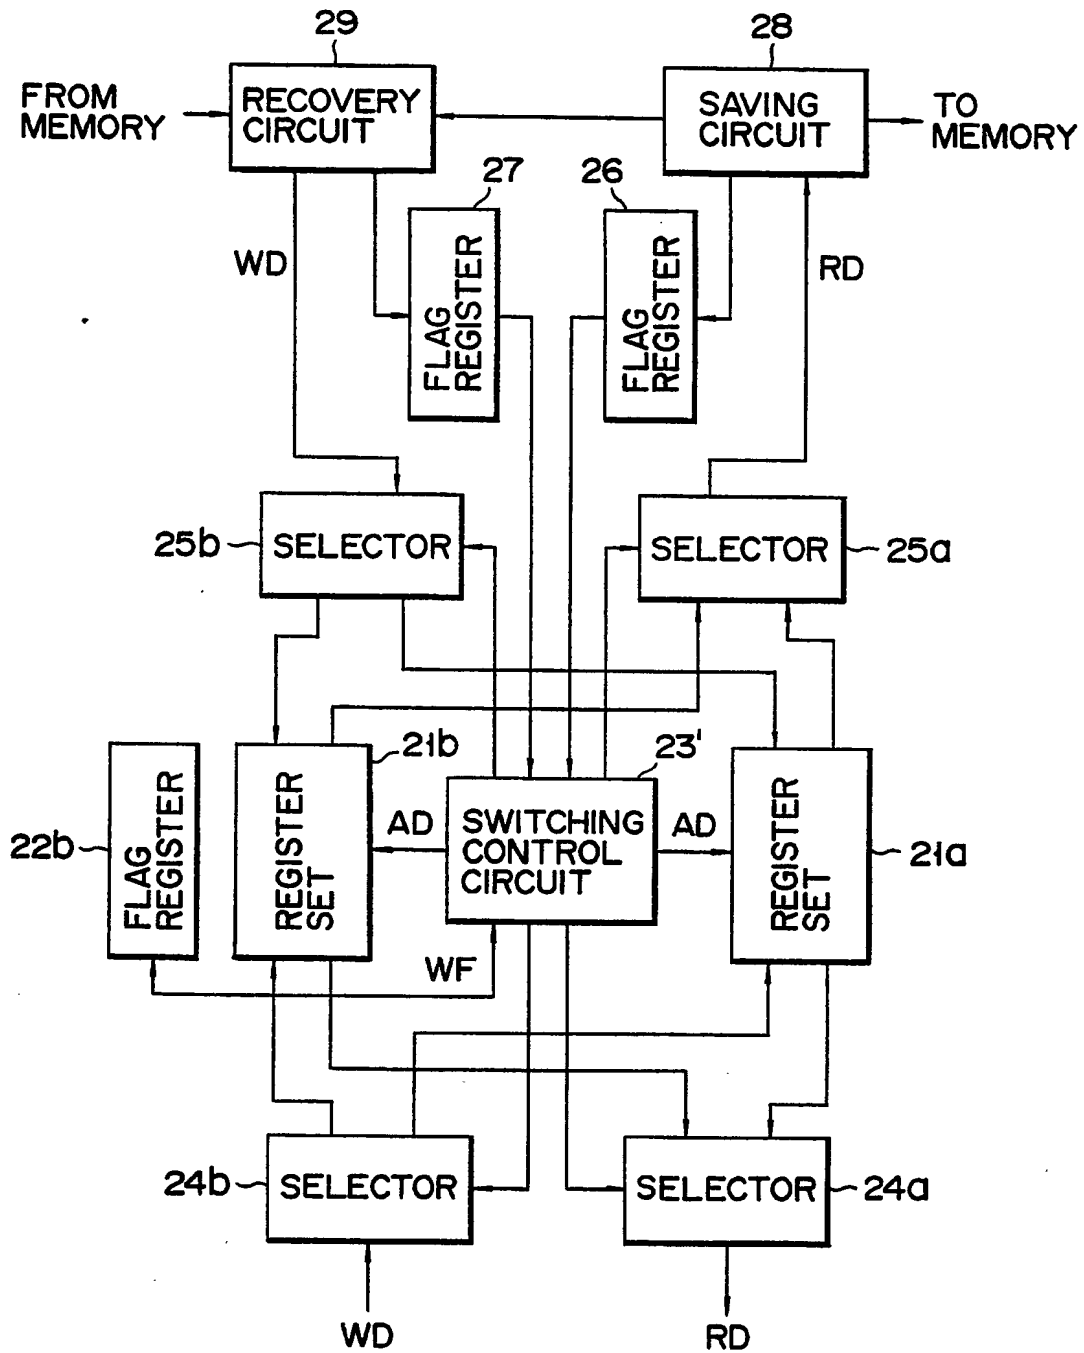 29
28
FROM
MEMORY
RECOVERY
CIRCUIT
SAVING
CIRCUIT
TO
MEMORY
27
26
WD
FLAG
REGISTER
FLAG
REGISTER
RD
25b
SELECTOR
SELECTOR
25a
21b
23'
22b
FLAG
REGISTER
REGISTER
SET
AD
SWITCHING
CONTROL
CIRCUIT
AD
REGISTER
SET
21a
WF
24b
SELECTOR
SELECTOR
24a
WD
RD